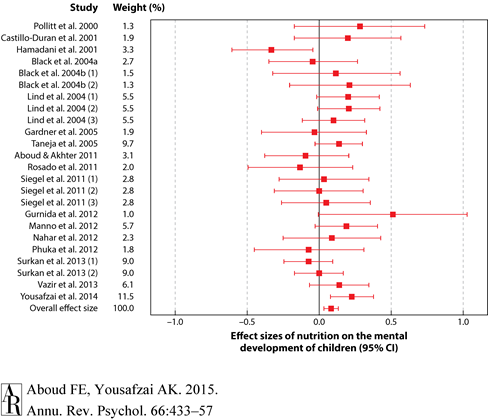 Study Weight (%)
Pollitt et al. 2000 1.3
Castillo-Duran et al. 2001 1.9
Hamadani et al. 2001 3.3
Black et al. 2004a 2.7
Black et al. 2004b (1) 1.5
Black et al. 2004b (2) 1.3
Lind et al. 2004 (1) 5.5
Lind et al. 2004 (2) 5.5
Lind et al. 2004 (3) 5.5
Gardner et al. 2005 1.9
Taneja et al. 2005 9.7
Aboud & Akhter 2011 3.1
Rosado et al. 2011 2.0
Siegel et al. 2011 (1) 2.8
Siegel et al. 2011 (2) 2.8
Siegel et al. 2011 (3) 2.8
Gurnida et al. 2012 1.0
Manno et al. 2012 5.7
Nahar et al. 2012 2.3
Phuka et al. 2012 1.8
Surkan et al. 2013 (1) 9.0
Surkan et al. 2013 (2) 9.0
Vazir et al. 2013 6.1
Yousafzai et al. 2014 11.5
Overall effect size 100.0
−1.0 −0.5 0.0 0.5 1.0
Effect sizes of nutrition on the mental
development of children (95% CI)
AR Aboud FE, Yousafzai AK. 2015.
Annu. Rev. Psychol. 66:433–57